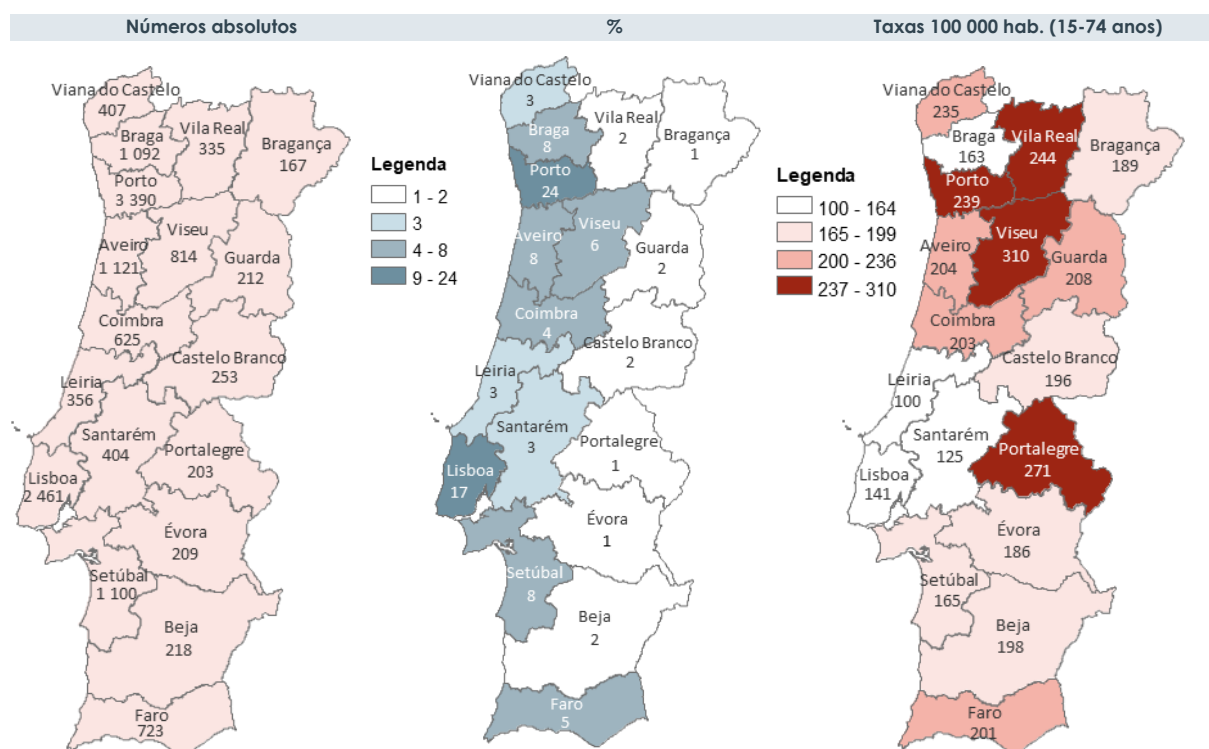 Números absolutos
Viana do Castelo
407
Braga
1 092
Vila Real
335
Bragança
167
Porto
3 390
Aveiro
1 121
Viseu
814
Guarda
212
Coimbra
625
Castelo Branco
253
Leiria
356
Santarém
404
Portalegre
203
Lisboa
2 461
Évora
209
Setúbal
1 100
Beja
218
Faro
723
%
Legenda
1 - 2
3
4 - 8
9 - 24
Viana do Castelo
3
Braga
8
Vila Real
2
Bragança
1
Porto
24
Aveiro
8
Viseu
6
Guarda
2
Coimbra
4
Castelo Branco
2
Leiria
3
Santarém
3
Portalegre
1
Lisboa
17
Évora
1
Setúbal
8
Beja
2
Faro
5
Taxas 100 000 hab. (15-74 anos)
Legenda
100 - 164
165 - 199
200 - 236
237 - 310
Viana do Castelo
235
Braga
163
Vila Real
244
Bragança
189
Porto
239
Aveiro
204
Viseu
310
Guarda
208
Coimbra
203
Castelo Branco
196
Leiria
100
Santarém
125
Portalegre
271
Lisboa
141
Évora
186
Setúbal
165
Beja
198
Faro
201